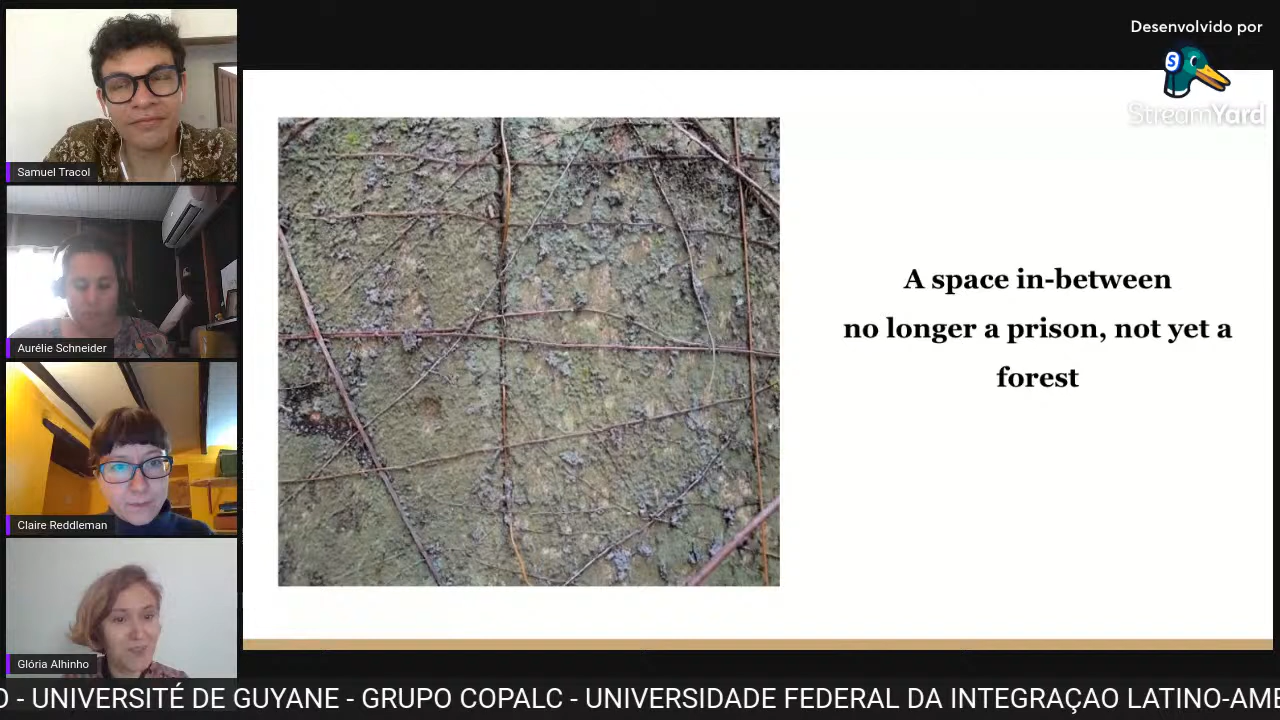 Desenvolvido por
StreamYard
Samuel Tracol
Aurélie Schneider
Claire Reddleman
Glória Alhinho
A space in-between
no longer a prison, not yet a
forest
O - UNIVERSITÉ DE GUYANE - GRUPO COPALC - UNIVERSIDADE FEDERAL DA INTEGRAÇAO LATINO-AME